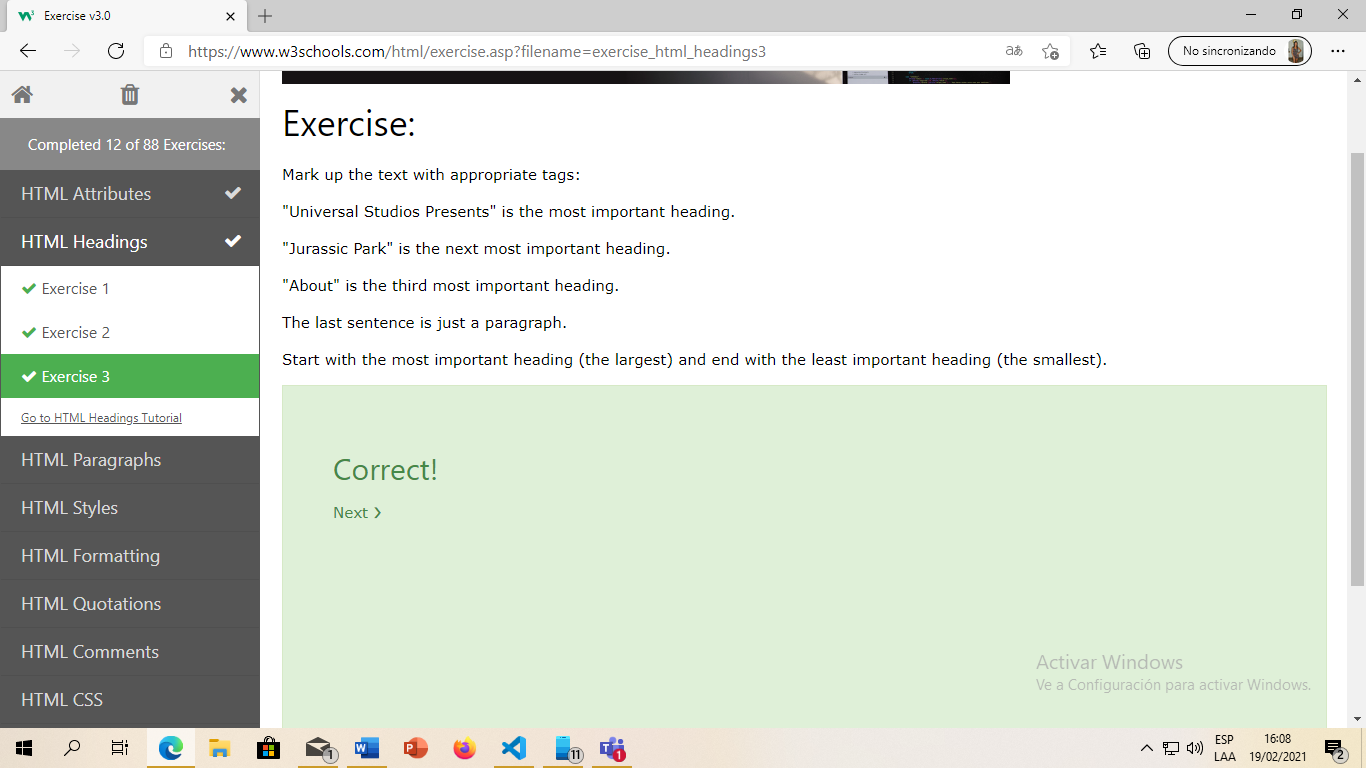 Exercise v3.0
https://www.w3schools.com/html/exercise.asp?filename=exercise_html_headings3
aあ
No sincronizando
Completed 12 of 88 Exercises:
HTML Attributes
HTML Headings
Exercise 1
Exercise 2
Exercise 3
Go to HTML Headings Tutorial
HTML Paragraphs
HTML Styles
HTML Formatting
HTML Quotations
HTML Comments
HTML CSS
Exercise:
Mark up the text with appropriate tags:
"Universal Studios Presents" is the most important heading.
"Jurassic Park" is the next most important heading.
"About" is the third most important heading.
The last sentence is just a paragraph.
Start with the most important heading (the largest) and end with the least important heading (the smallest).
Correct!
Next ❯
Activar Windows
Ve a Configuración para activar Windows.
1
11
1
ESP
LAA
16:08
19/02/2021
2